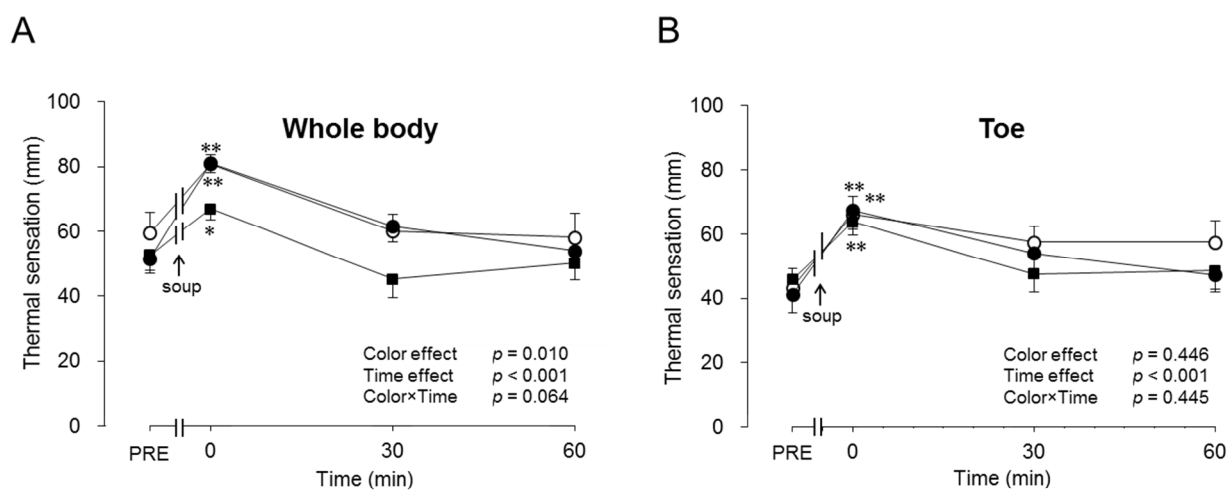 A
Whole body
Thermal sensation (mm)
100
80
60
40
20
0
**
**
*
soup
Color effect p = 0.010
Time effect p < 0.001
Color×Time p = 0.064
PRE 0 30 60
Time (min)
B
Toe
Thermal sensation (mm)
100
80
60
40
20
0
**
**
**
soup
Color effect p = 0.446
Time effect p < 0.001
Color×Time p = 0.445
PRE 0 30 60
Time (min)